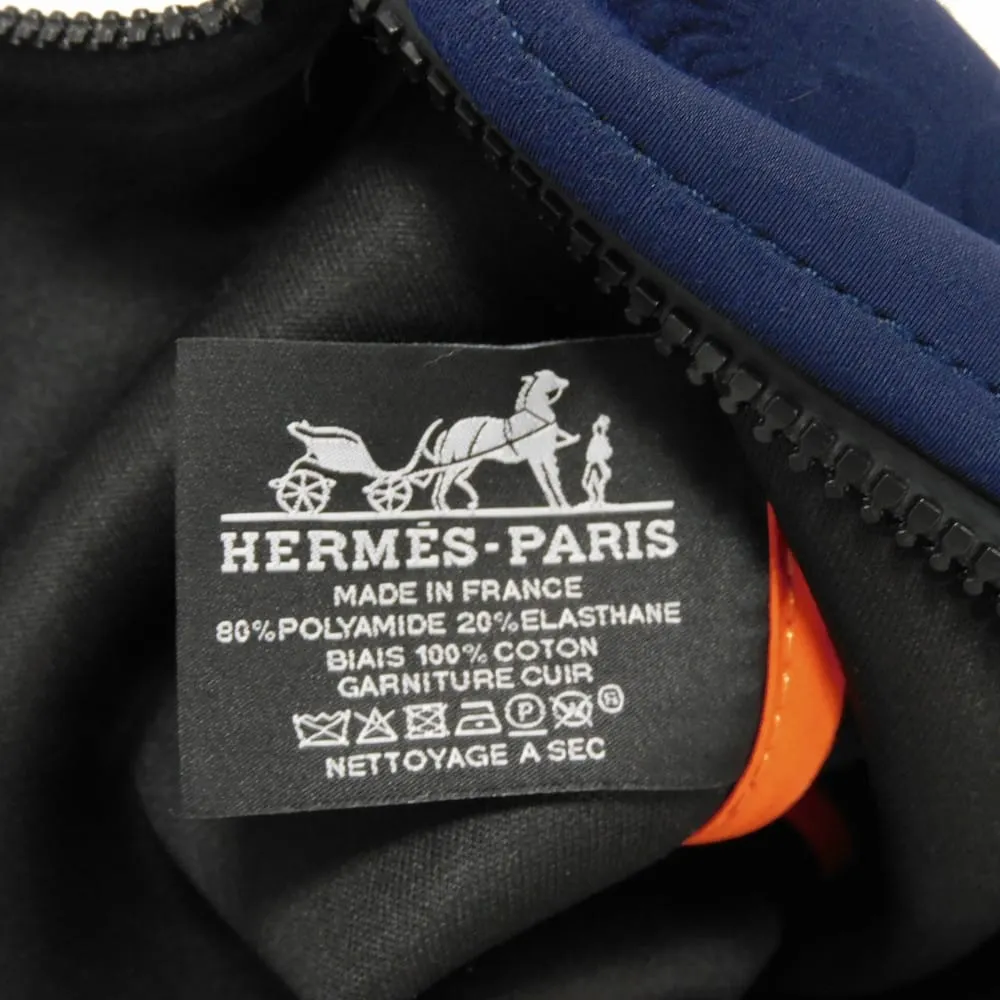 HERMÈS-PARIS
MADE IN FRANCE
80%POLYAMIDE 20%ELASTHANE
BIAIS 100% COTON
GARNITURE CUIR
P W ®
NETTOYAGE A SEC